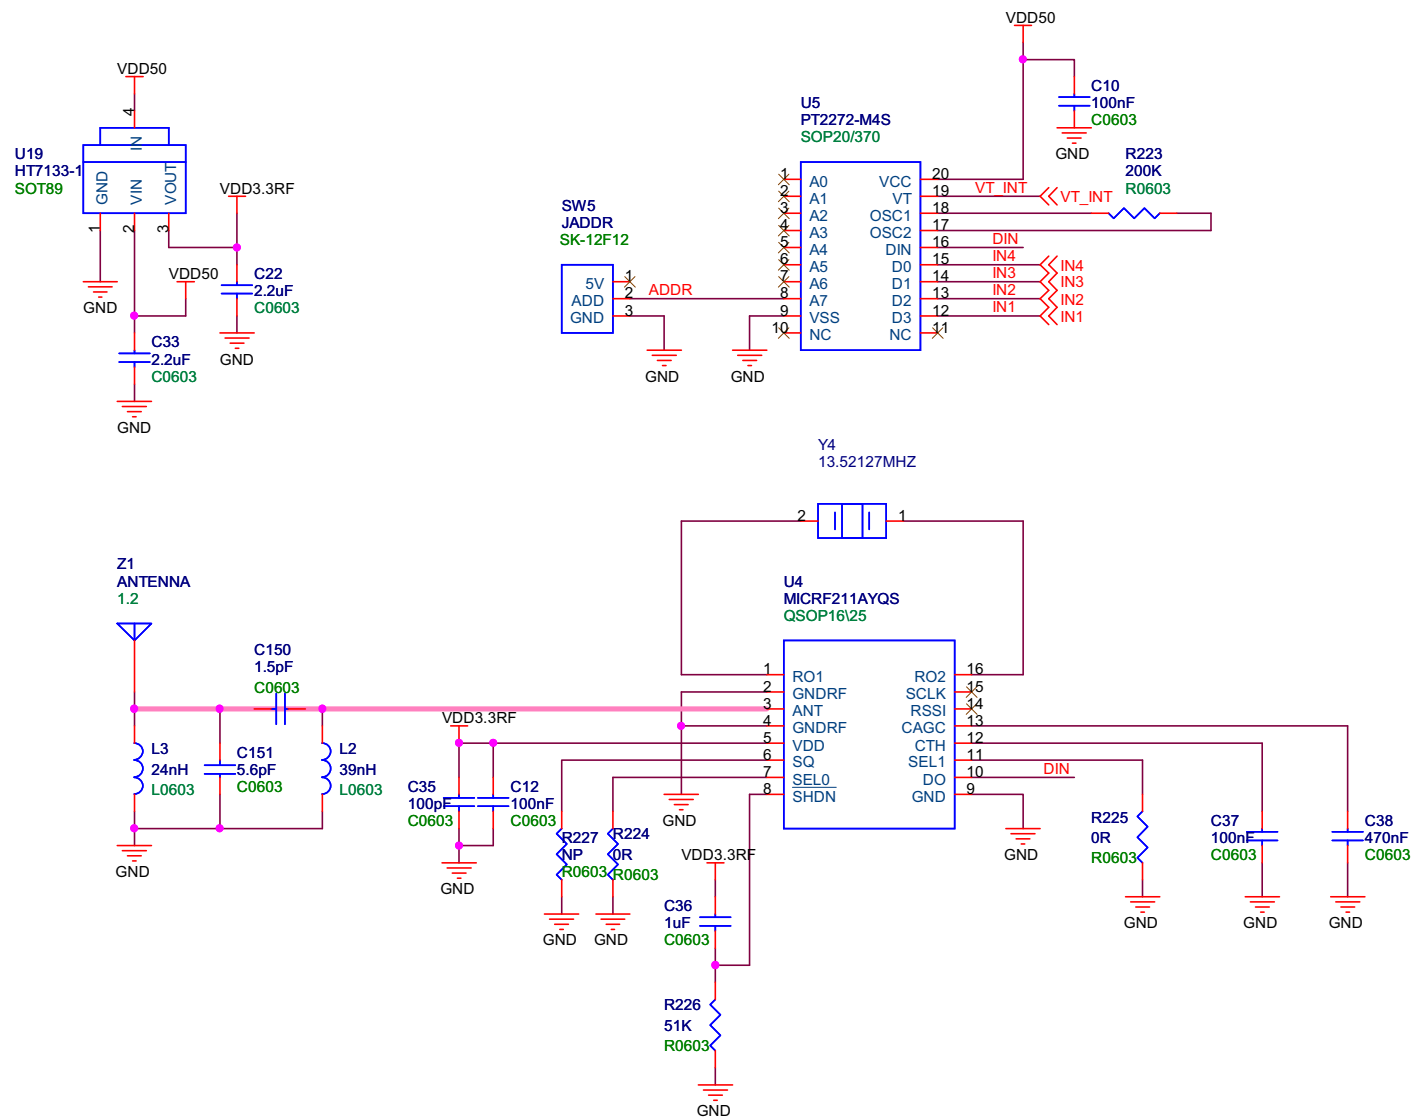 VDD50
4
U19
HT7133-1
SOT89
IN
GND
VIN
VOUT
1
2
3
VDD3.3RF
VDD50
GND
C22
2.2uF
C0603
GND
C33
2.2uF
C0603
GND
VDD50
C10
100nF
C0603
GND
U5
PT2272-M4S
SOP20/370
R223
200K
R0603
SW5
JADDR
SK-12F12
5V
ADD
GND
1
2
3
ADDR
GND
GND
1
2
3
4
5
6
7
8
9
10
A0
A1
A2
A3
A4
A5
A6
A7
VSS
NC
VCC
VT
OSC1
OSC2
DIN
D0
D1
D2
D3
NC
20
19
18
17
16
15
14
13
12
11
VT_INT
VT_INT
DIN
IN4
IN4
IN3
IN3
IN2
IN2
IN1
IN1
Y4
13.52127MHZ
2
1
Z1
ANTENNA
1.2
C150
1.5pF
C0603
L3
24nH
L0603
C151
5.6pF
C0603
L2
39nH
L0603
GND
U4
MICRF211AYQS
QSOP16\25
1
2
3
4
5
6
7
8
RO1
GNDRF
ANT
GNDRF
VDD
SQ
SEL0
SHDN
RO2
SCLK
RSSI
CAGC
CTH
SEL1
DO
GND
16
15
14
13
12
11
10
9
DIN
VDD3.3RF
C35
100pF
C0603
C12
100nF
C0603
GND
R227
NP
R0603
GND
R224
0R
R0603
GND
GND
VDD3.3RF
C36
1uF
C0603
R226
51K
R0603
GND
GND
R225
0R
R0603
GND
C37
100nF
C0603
GND
C38
470nF
C0603
GND